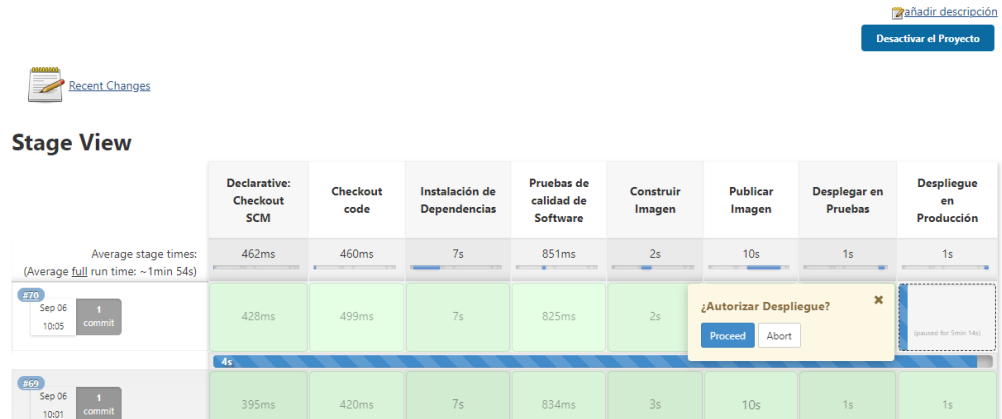 añadir descripción
Desactivar el Proyecto
Recent Changes
Stage View
Declarative:
Checkout
SCM
Checkout
code
Instalación de
Dependencias
Pruebas de
calidad de
Software
Construir
Imagen
Publicar
Imagen
Desplegar en
Pruebas
Despliegue
en
Producción
Average stage times:
(Average full run time: ~1min 54s)
462ms
460ms
7s
851ms
2s
10s
1s
1s
#70
Sep 06
10:05
1
commit
428ms
499ms
7s
825ms
2s
¿Autorizar Despliegue?
Proceed
Abort
(paused for 5min 14s)
4s
#69
Sep 06
10:01
1
commit
395ms
420ms
7s
834ms
3s
10s
1s
1s